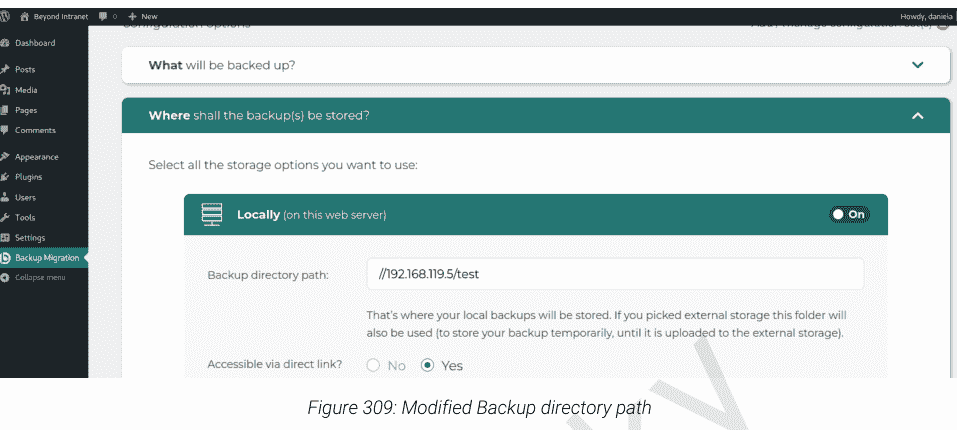 Beyond Intranet 0 + New Howdy, daniela
Configuration options
Dashboard
What will be backed up?
Posts
Media
Pages
Where shall the backup(s) be stored?
Comments
Appearance
Select all the storage options you want to use:
Plugins
Users
Tools
Locally (on this web server) On
Settings
Backup Migration
Collapse menu
Backup directory path: //192.168.119.5/test
That's where your local backups will be stored. If you picked external storage this folder will
also be used (to store your backup temporarily, until it is uploaded to the external storage).
Accessible via direct link? No Yes
Figure 309: Modified Backup directory path